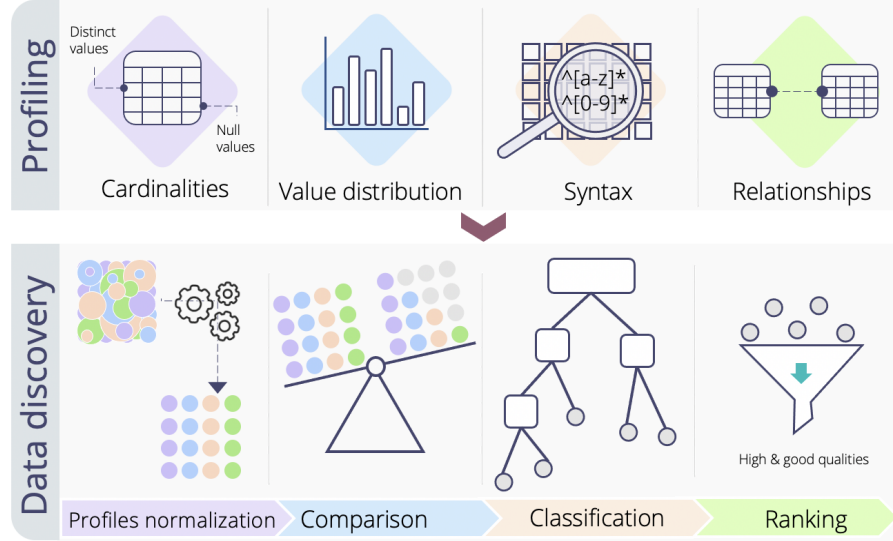 Profiling
Distinct
values
Null
values
Cardinalities
Value distribution
^[a-z]*
^[0-9]*
Syntax
Relationships
Data discovery
High & good qualities
Profiles normalization
Comparison
Classification
Ranking